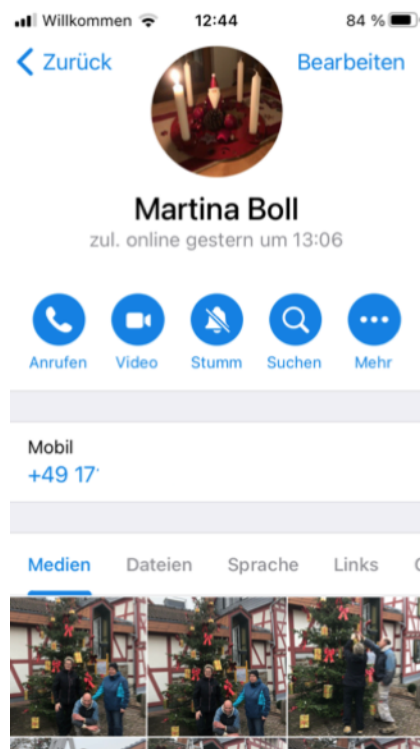 Willkommen 12:44 84 %
Zurück Bearbeiten
Martina Boll
zul. online gestern um 13:06
Anrufen Video Stumm Suchen Mehr
Mobil
+49 17
Medien Dateien Sprache Links